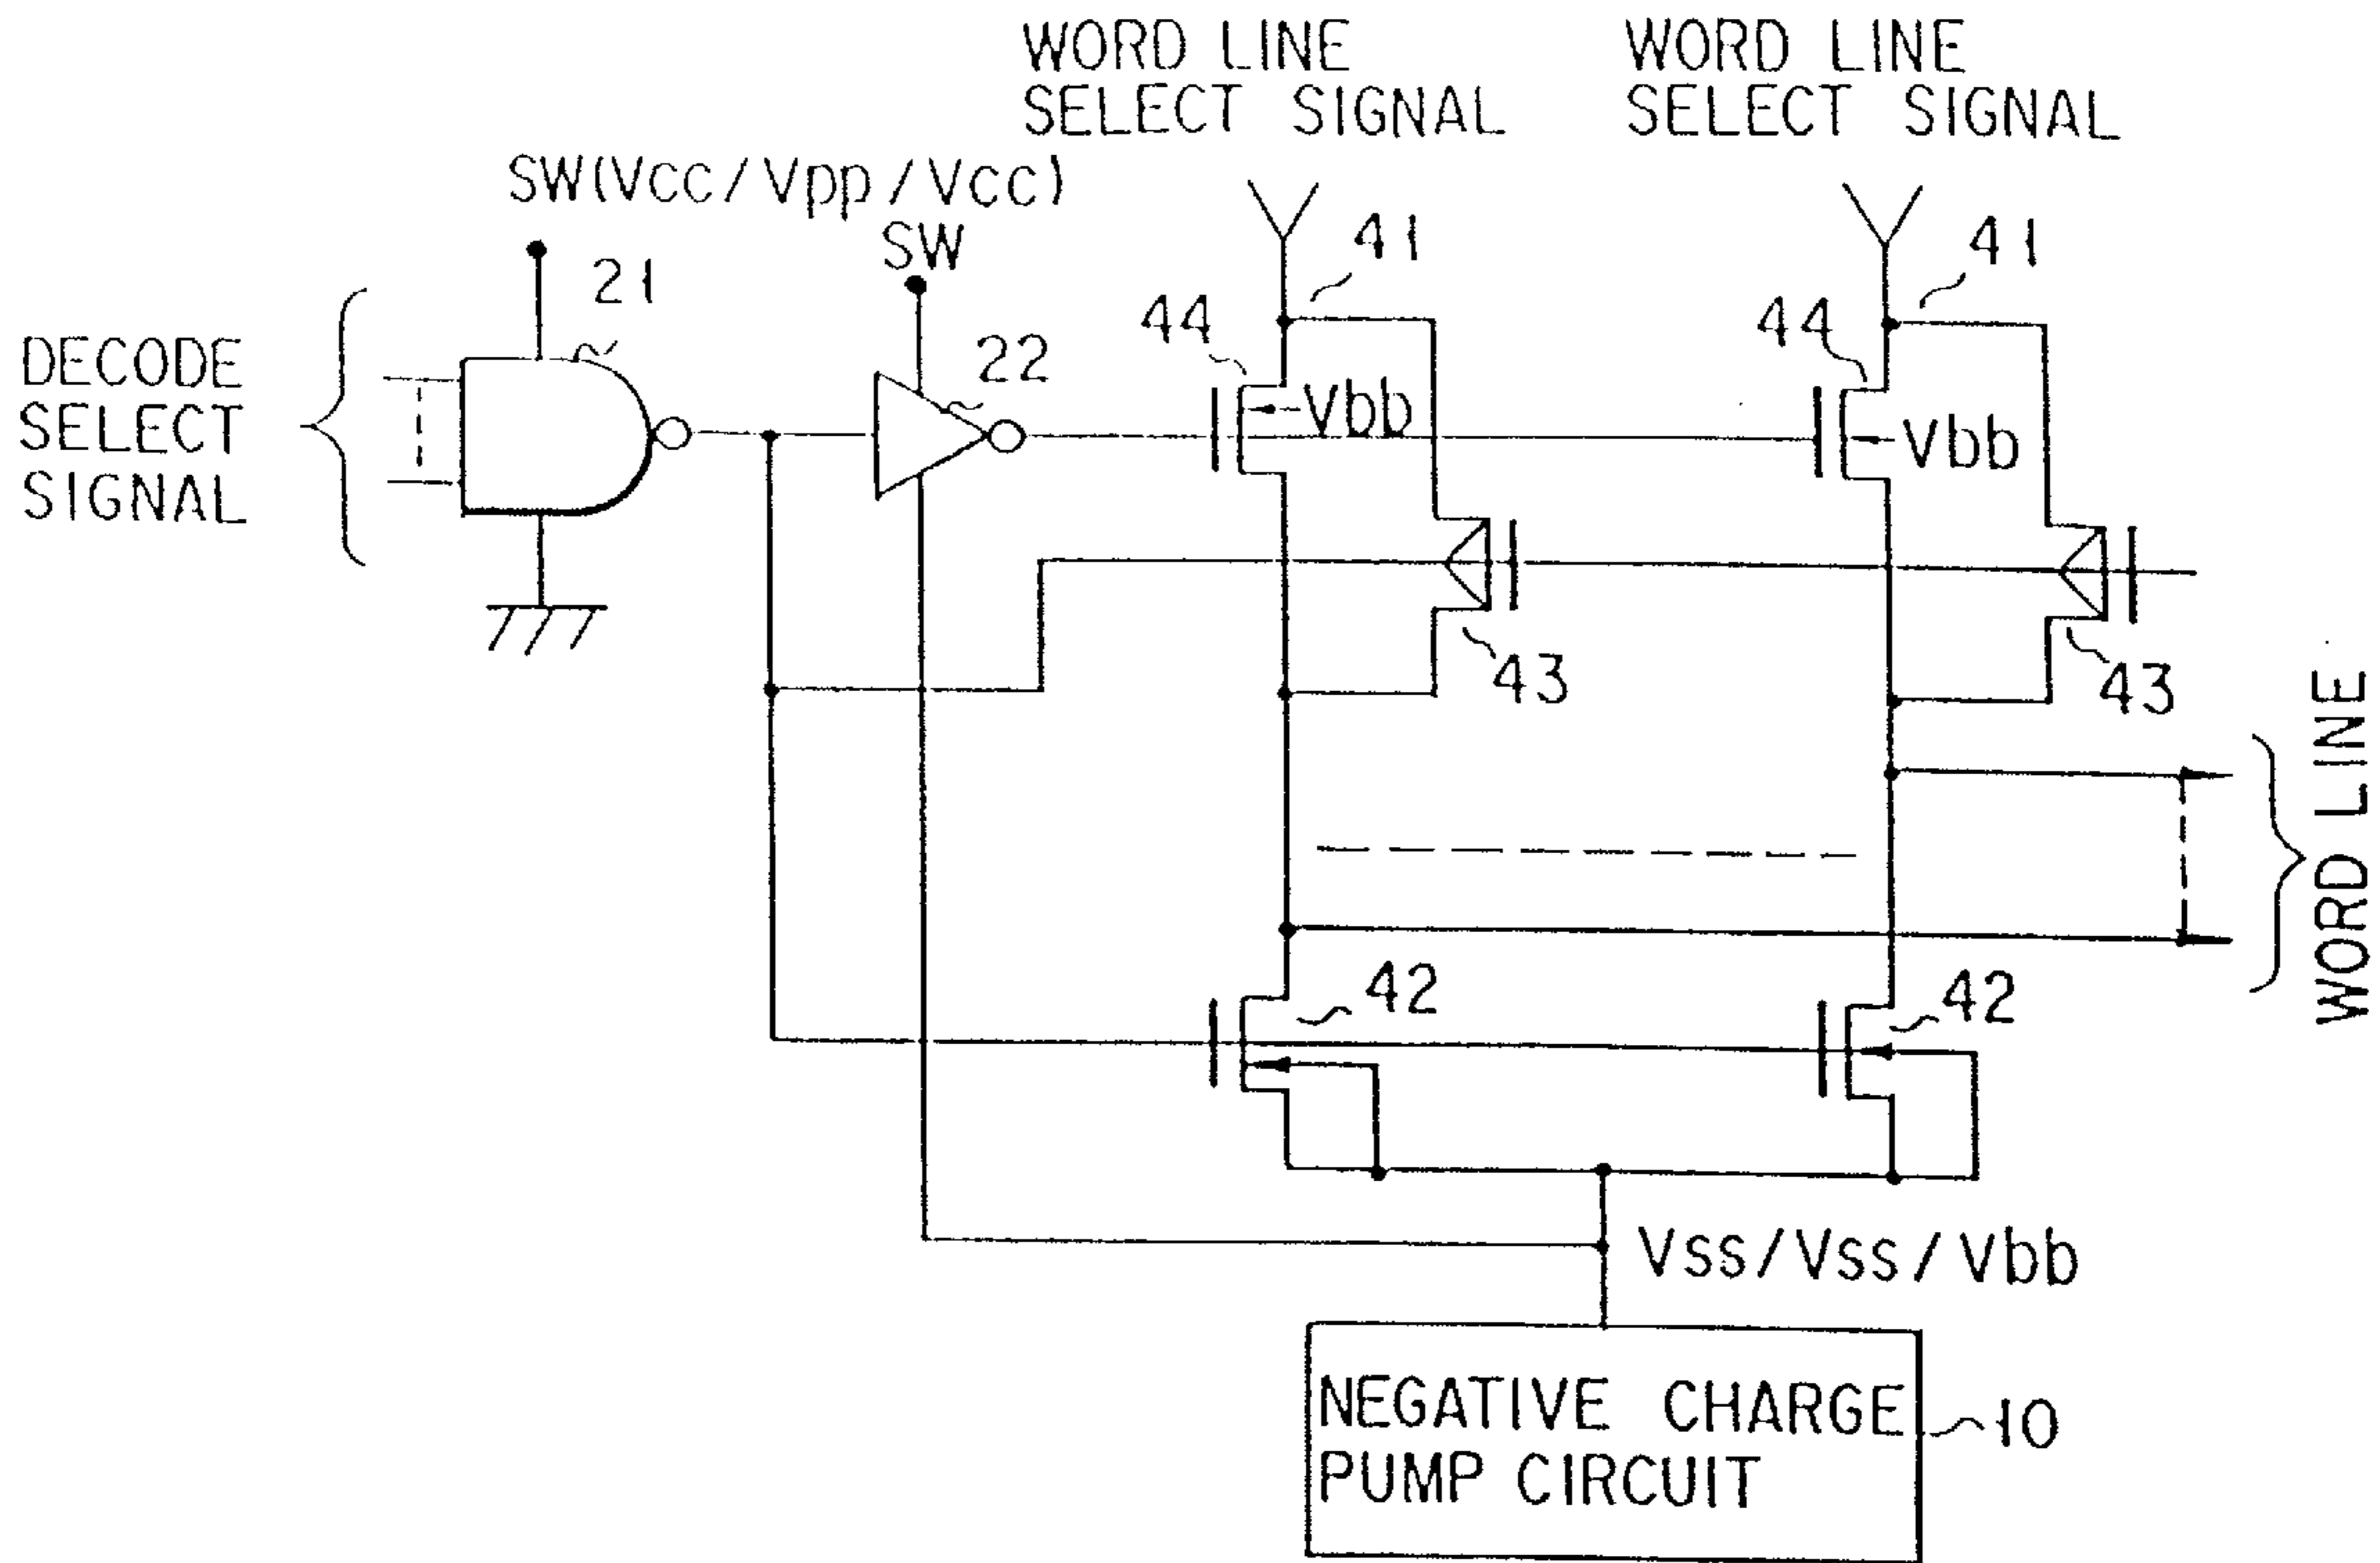 WORD LINE
SELECT SIGNAL
WORD LINE
SELECT SIGNAL
SW(Vcc/Vpp/Vcc)
SW
41
41
21
44
44
22
DECODE
SELECT
SIGNAL
Vbb
Vbb
43
43
WORD LINE
42
42
Vss/Vss/Vbb
NEGATIVE CHARGE
PUMP CIRCUIT
10